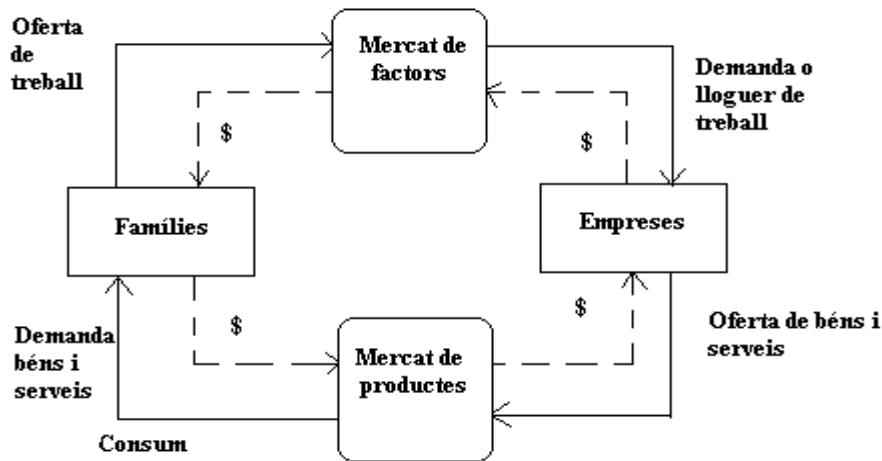 Oferta
de
treball
Mercat de
factors
Demanda o
lloguer de
treball
$
$
Famílies
Empreses
$
$
Demanda
béns i
serveis
Mercat de
productes
Oferta de béns i
serveis
Consum